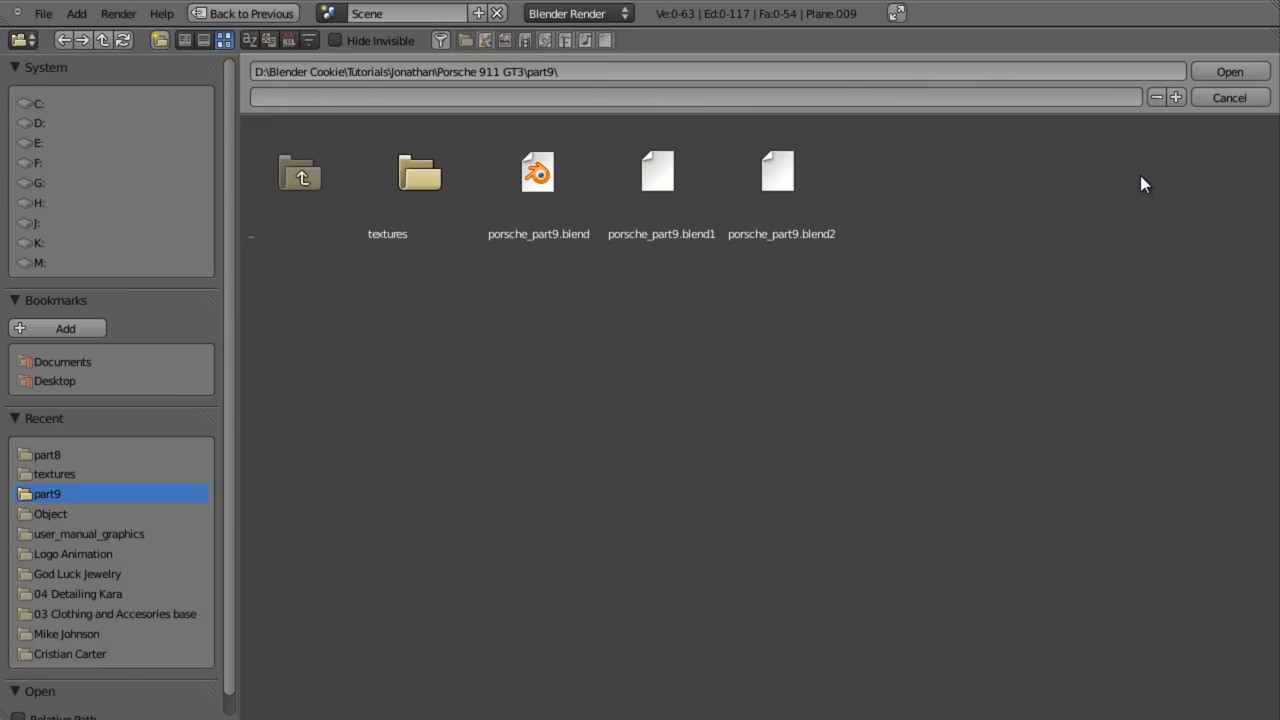 File Add Render Help Back to Previous Scene Blender Render Ve:0-63 | Ed:0-117 | Fa:0-54 | Plane.009
Hide Invisible
System
C:
D:
E:
F:
G:
H:
J:
K:
M:
Bookmarks
Add
Documents
Desktop
Recent
part8
textures
part9
Object
user_manual_graphics
Logo Animation
God Luck Jewelry
04 Detailing Kara
03 Clothing and Accesories base
Mike Johnson
Cristian Carter
Open
Relative Path
D:\Blender Cookie\Tutorials\Jonathan\Porsche 911 GT3\part9\ Open
Cancel
.. textures porsche_part9.blend porsche_part9.blend1 porsche_part9.blend2